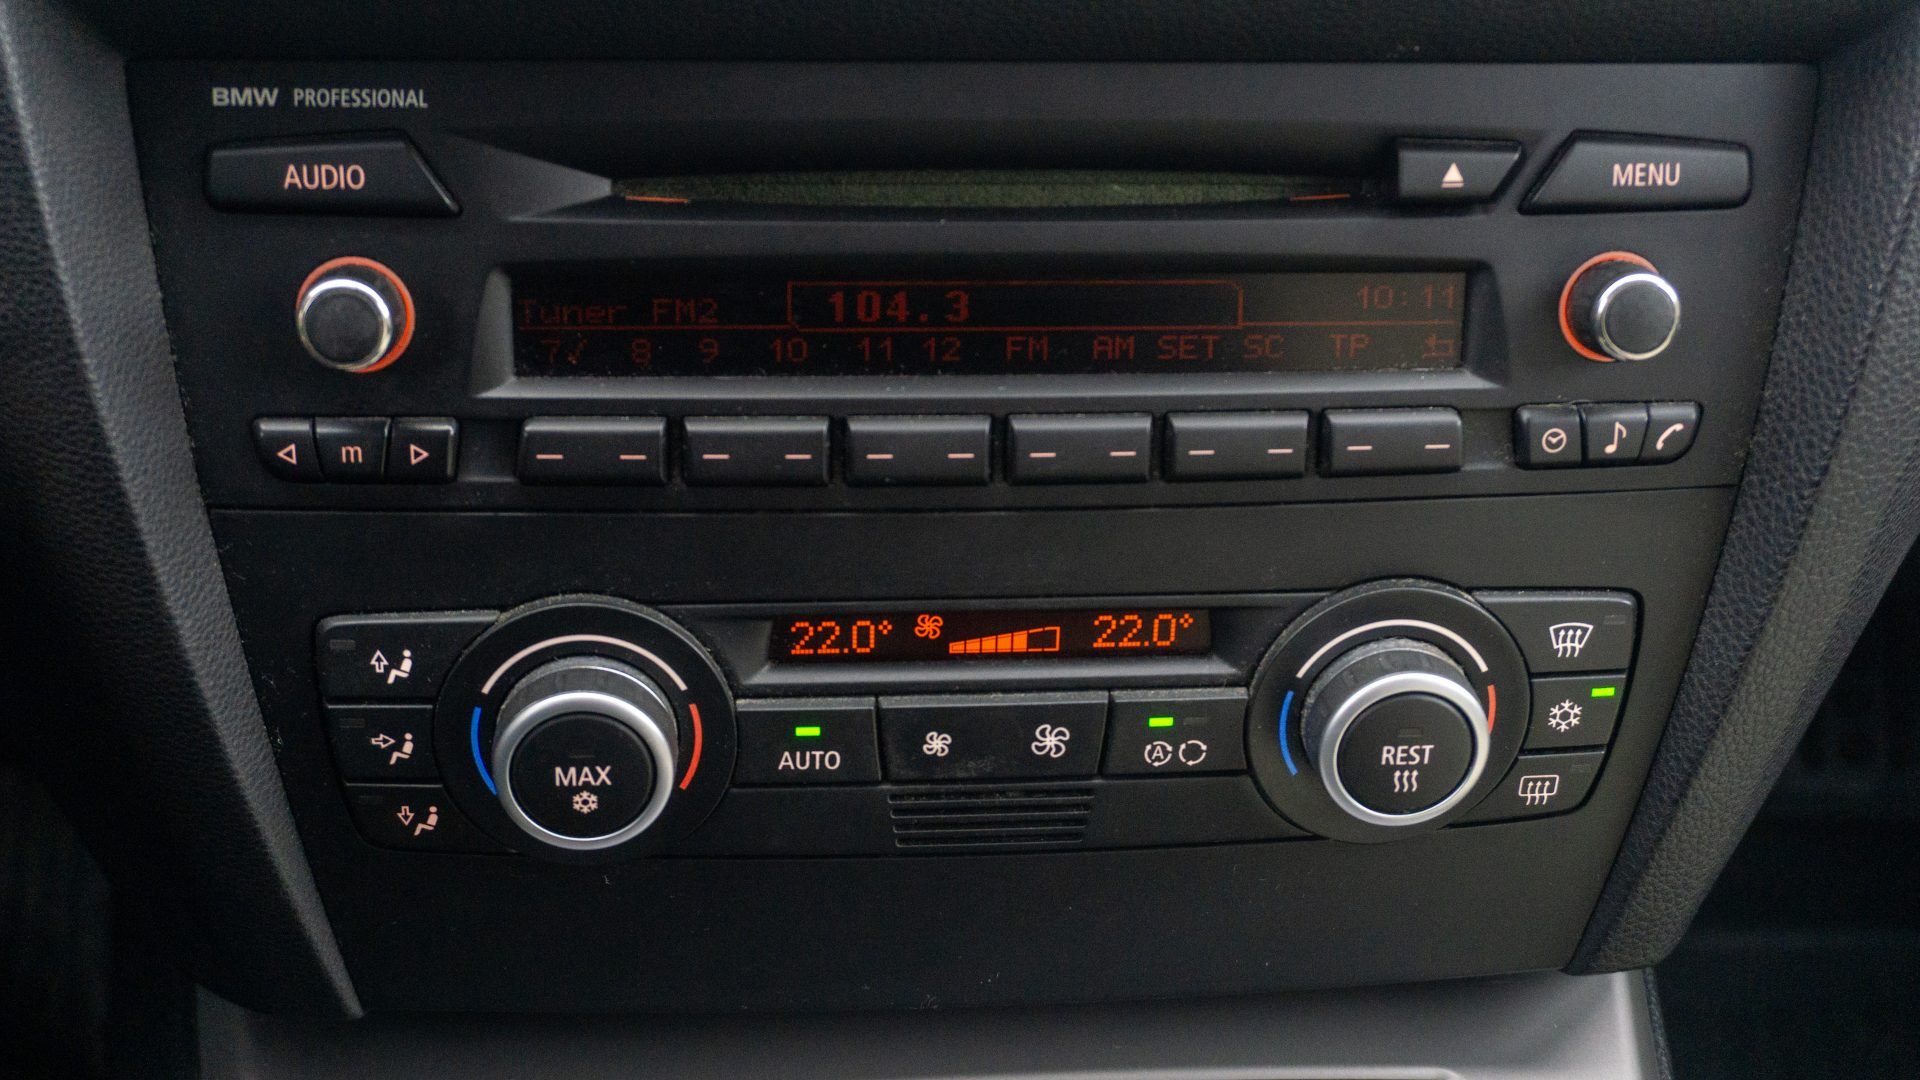 BMW PROFESSIONAL
AUDIO
MENU
Tuner FM2 104.3 10:11
7 8 9 10 11 12 FM AM SET SC TP
m
22.0° 22.0°
AUTO
A
MAX
REST